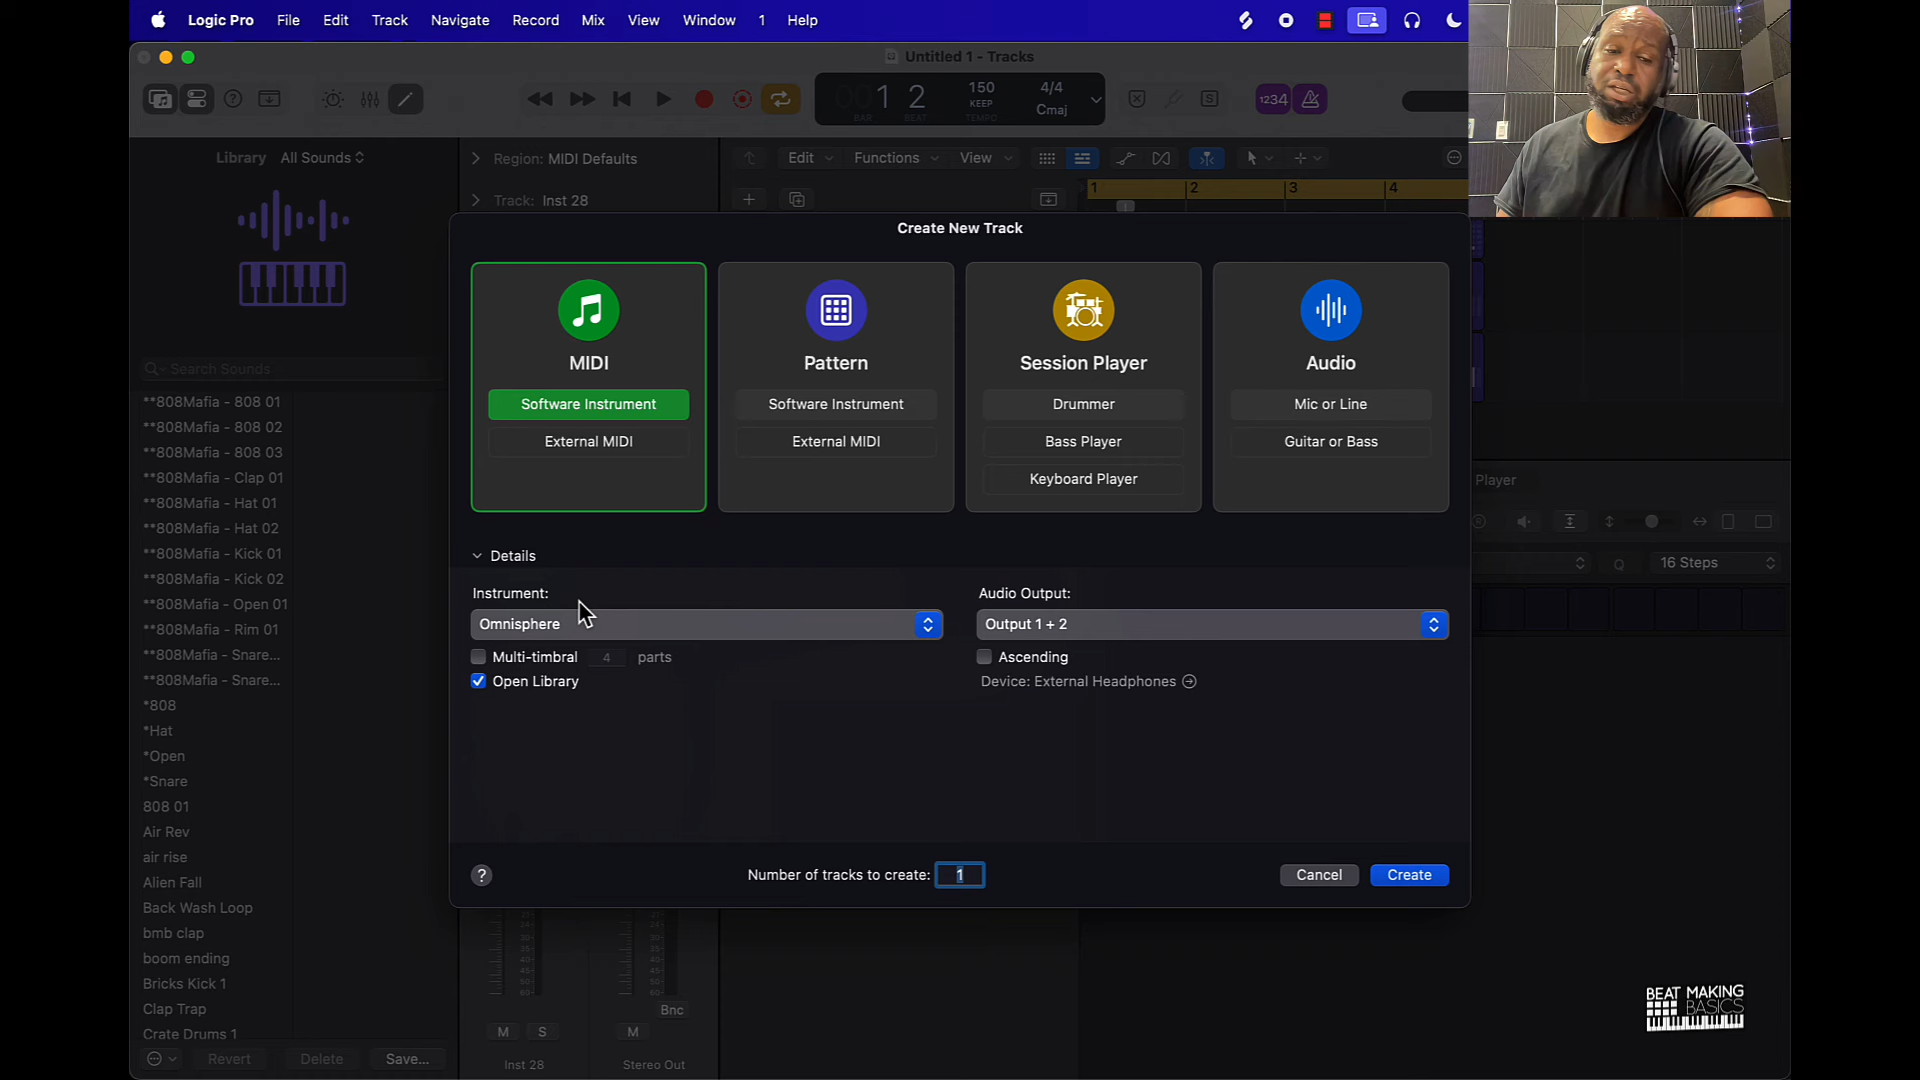 Logic Pro File Edit Track Navigate Record Mix View Window 1 Help
Untitled 1 - Tracks
1 2 150 4/4
KEEP Cmaj
BAR BEAT TEMPO
1234
Library All Sounds
Region: MIDI Defaults
Edit Functions View
Track: Inst 28
1 2 3 4
Create New Track
MIDI
Software Instrument
External MIDI
Pattern
Software Instrument
External MIDI
Session Player
Drummer
Bass Player
Keyboard Player
Audio
Mic or Line
Guitar or Bass
Details
Instrument:
Omnisphere
Multi-timbral 4 parts
Open Library
Audio Output:
Output 1 + 2
Ascending
Device: External Headphones
? Number of tracks to create: 1 Cancel Create
Search Sounds
**808Mafia - 808 01
**808Mafia - 808 02
**808Mafia - 808 03
**808Mafia - Clap 01
**808Mafia - Hat 01
**808Mafia - Hat 02
**808Mafia - Kick 01
**808Mafia - Kick 02
**808Mafia - Open 01
**808Mafia - Rim 01
**808Mafia - Snare...
**808Mafia - Snare...
*808
*Hat
*Open
*Snare
808 01
Air Rev
air rise
Alien Fall
Back Wash Loop
bmb clap
boom ending
Bricks Kick 1
Clap Trap
Crate Drums 1
Revert Delete Save...
Player
Q 16 Steps
Bnc
M S M
Inst 28 Stereo Out
BEAT MAKING
BASICS